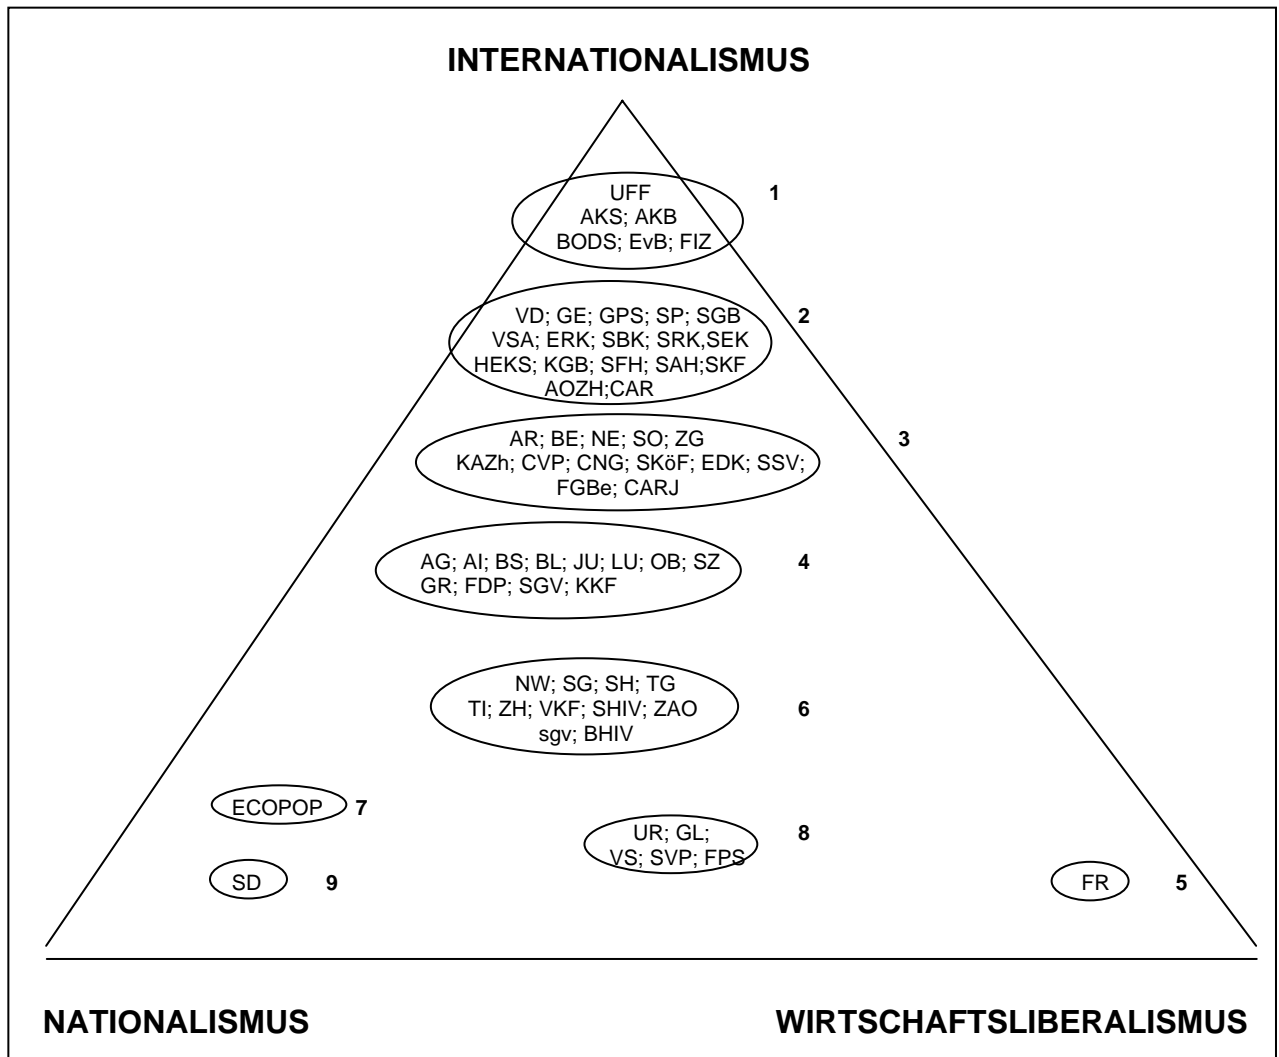 INTERNATIONALISMUS
UFF
1
AKS; AKB
BODS; EvB; FIZ
VD; GE; GPS; SP; SGB
2
VSA; ERK; SBK; SRK,SEK
HEKS; KGB; SFH; SAH;SKF
AOZH;CAR
AR; BE; NE; SO; ZG
3
KAZh; CVP; CNG; SKöF; EDK; SSV;
FGBe; CARJ
AG; AI; BS; BL; JU; LU; OB; SZ
4
GR; FDP; SGV; KKF
NW; SG; SH; TG
TI; ZH; VKF; SHIV; ZAO
6
sgv; BHIV
ECOPOP
7
UR; GL;
8
VS; SVP; FPS
SD
9
FR
5
NATIONALISMUS
WIRTSCHAFTSLIBERALISMUS